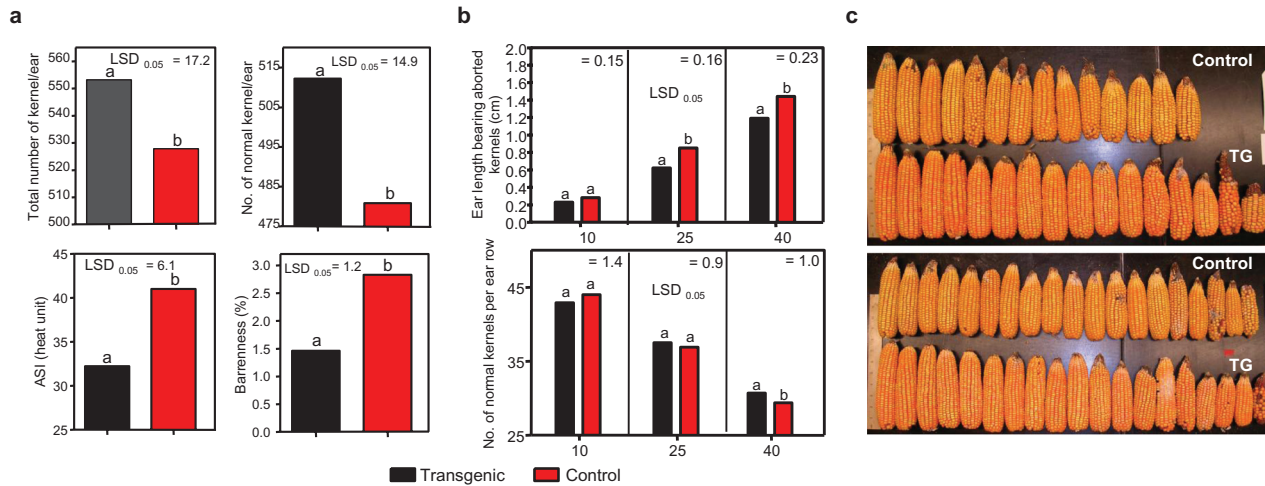 a
Total number of kernel/ear
560
550
540
530
520
510
500
LSD 0.05 = 17.2
a
b
No. of normal kernel/ear
515
505
495
485
475
LSD 0.05 = 14.9
a
b
ASI (heat unit)
45
40
35
30
25
LSD 0.05 = 6.1
a
b
Barrenness (%)
3.0
2.5
2.0
1.5
1.0
0.5
0.0
LSD 0.05 = 1.2
a
b
b
Ear length bearing aborted
kernels (cm)
2.0
1.8
1.6
1.4
1.2
1.0
0.8
0.6
0.4
0.2
0.0
= 0.15
= 0.16
= 0.23
LSD 0.05
a
a
a
b
a
b
10
25
40
No. of normal kernels per ear row
45
35
25
= 1.4
= 0.9
= 1.0
LSD 0.05
a
a
a
a
a
b
10
25
40
Transgenic
Control
c
Control
TG
Control
TG